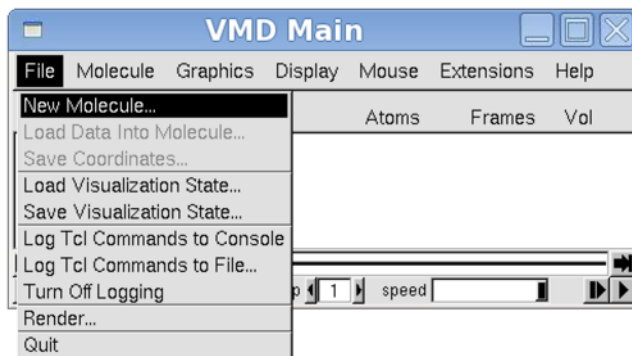 VMD Main
File Molecule Graphics Display Mouse Extensions Help
New Molecule...
Atoms Frames Vol
Load Data Into Molecule...
Save Coordinates...
Load Visualization State...
Save Visualization State...
Log Tcl Commands to Console
Log Tcl Commands to File...
Turn Off Logging
p 1 speed
Render...
Quit